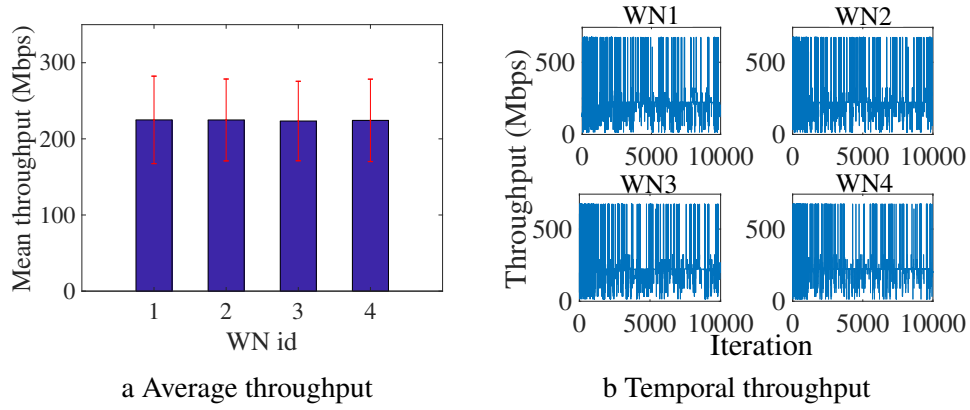 Mean throughput (Mbps)
300
200
100
0
1 2 3 4
WN id
a Average throughput
Throughput (Mbps)
WN1
500
0
0 5000 10000
WN2
500
0
0 5000 10000
WN3
500
0
0 5000 10000
WN4
500
0
0 5000 10000
Iteration
b Temporal throughput